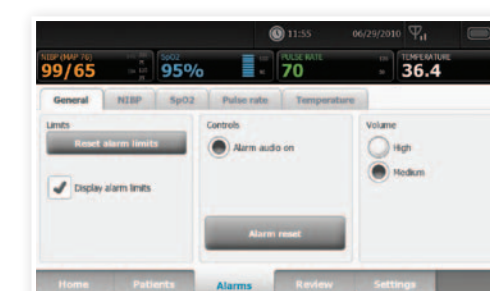 11:55 06/29/2010
NIBP (MAP 76) SpO2 PULSE RATE TEMPERATURE
99/65 95% 70 36.4
General NIBP SpO2 Pulse rate Temperature
Limits Controls Volume
Reset alarm limits Alarm audio on High
Display alarm limits Medium
Alarm reset
Home Patients Alarms Review Settings